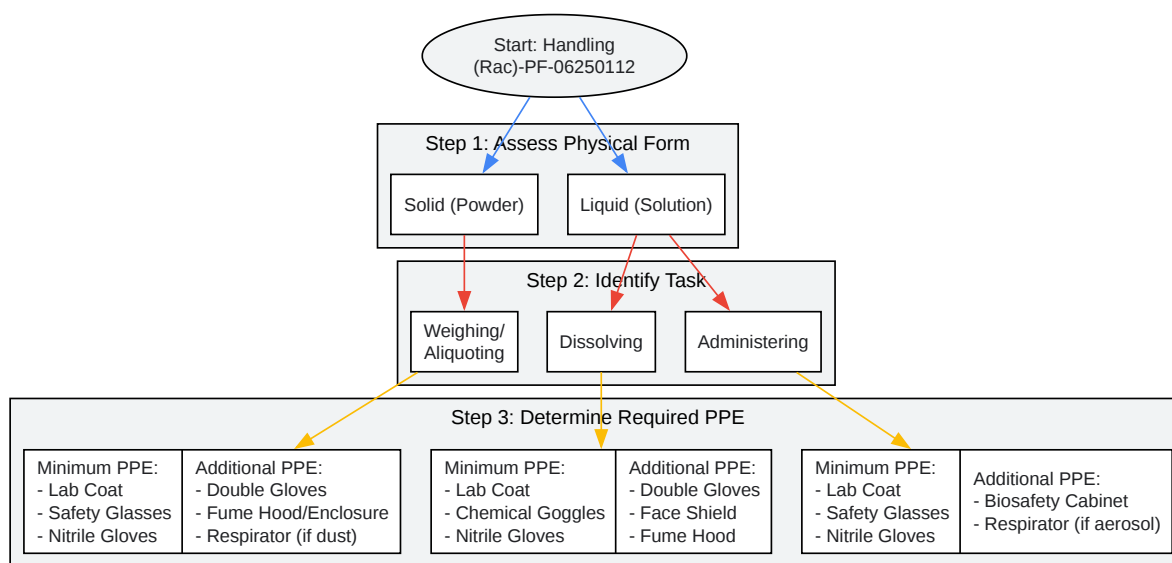 Start: Handling
(Rac)-PF-06250112
Step 1: Assess Physical Form
Solid (Powder)
Liquid (Solution)
Step 2: Identify Task
Weighing/
Aliquoting
Dissolving
Administering
Step 3: Determine Required PPE
Minimum PPE:
- Lab Coat
- Safety Glasses
- Nitrile Gloves
Additional PPE:
- Double Gloves
- Fume Hood/Enclosure
- Respirator (if dust)
Minimum PPE:
- Lab Coat
- Chemical Goggles
- Nitrile Gloves
Additional PPE:
- Double Gloves
- Face Shield
- Fume Hood
Minimum PPE:
- Lab Coat
- Safety Glasses
- Nitrile Gloves
Additional PPE:
- Biosafety Cabinet
- Respirator (if aerosol)